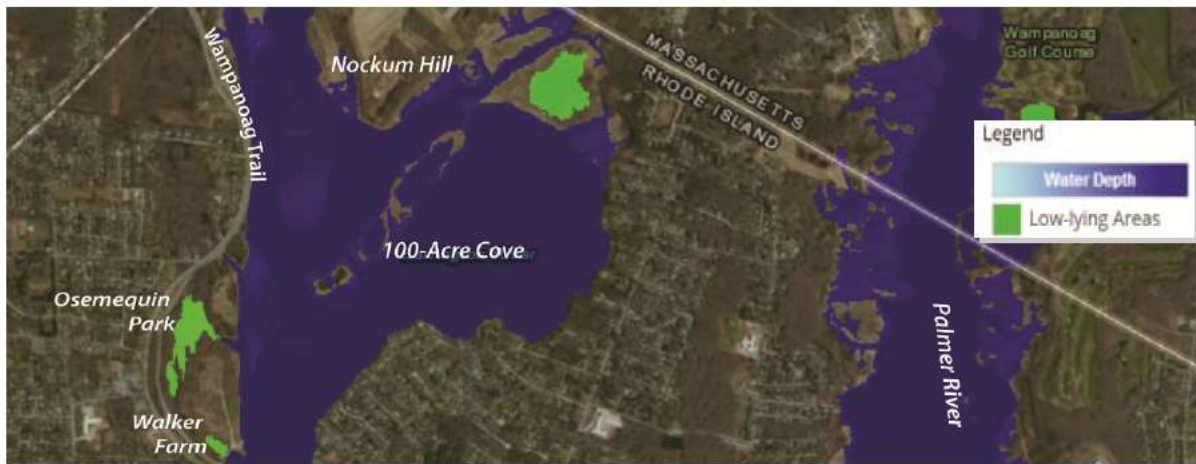 Wampanoag Trail
Nockum Hill
MASSACHUSETTS
RHODE ISLAND
Wampanoag
Golf Course
Legend
Water Depth
Low-lying Areas
100-Acre Cove
Osemequin
Park
Palmer River
Walker
Farm